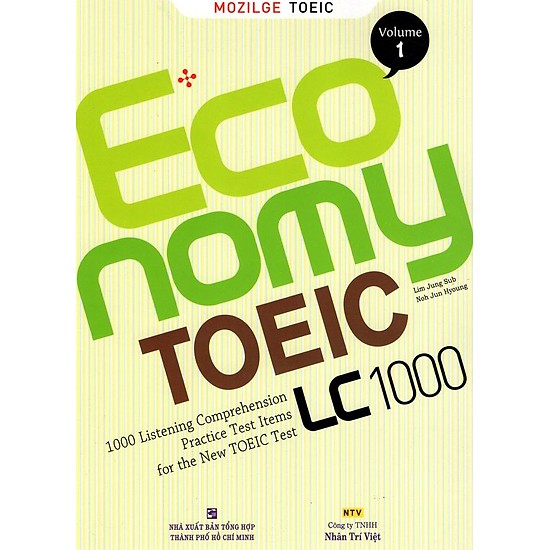 MOZILGE TOEIC
Volume
1
Eco
nomy
Lim Jung Sub
Noh Jun Hyoung
TOEIC
LC1000
1000 Listening Comprehension
Practice Test Items
for the New TOEIC Test
NHÀ XUẤT BẢN TỔNG HỢP
THÀNH PHỐ HỒ CHÍ MINH
NTV
Công ty TNHH
Nhân Trí Việt